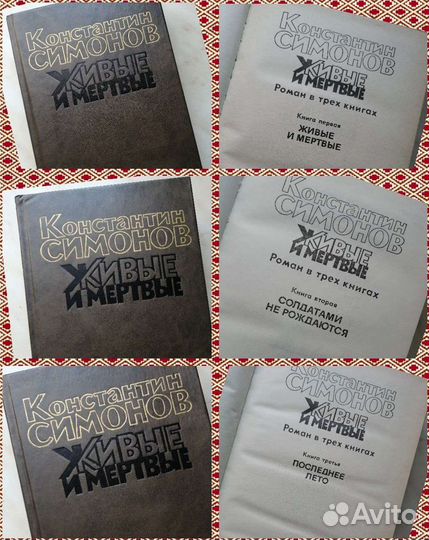 Константин
СИМОНОВ
ЖИВЫЕ
И МЕРТВЫЕ
Константин
СИМОНОВ
ЖИВЫЕ
И МЕРТВЫЕ
Роман в трех книгах
Книга первая
ЖИВЫЕ
И МЕРТВЫЕ
Константин
СИМОНОВ
ЖИВЫЕ
И МЕРТВЫЕ
Константин
СИМОНОВ
ЖИВЫЕ
И МЕРТВЫЕ
Роман в трех книгах
Книга вторая
СОЛДАТАМИ
НЕ РОЖДАЮТСЯ
Константин
СИМОНОВ
ЖИВЫЕ
И МЕРТВЫЕ
Константин
СИМОНОВ
ЖИВЫЕ
И МЕРТВЫЕ
Роман в трех книгах
Книга третья
ПОСЛЕДНЕЕ
ЛЕТО
Avito